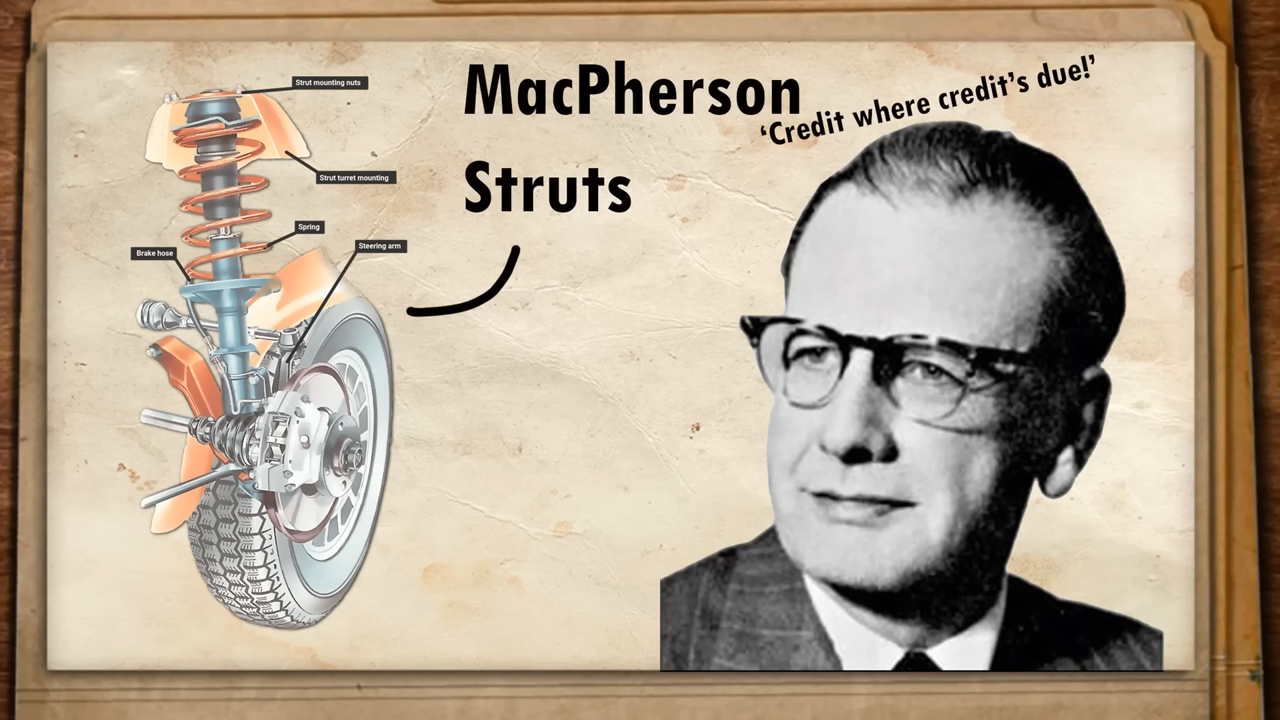 MacPherson
Struts
‘Credit where credit’s due!’
Strut mounting nuts
Strut turret mounting
Spring
Steering arm
Brake hose